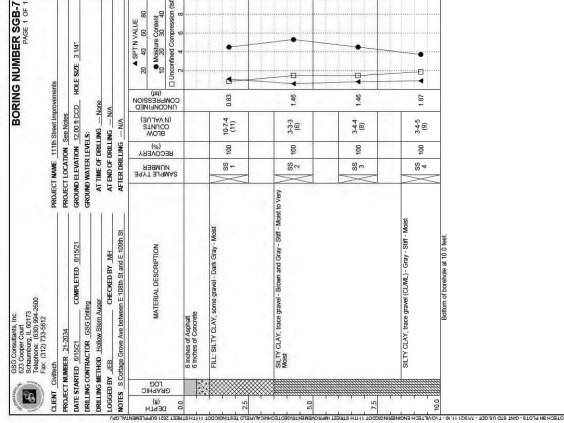 GSG Consultants, Inc.
623 Cooper Court
Schaumburg, IL 60173
Telephone: (630) 994-2600
Fax: (312) 733-5612
BORING NUMBER SGB-7
PAGE 1 OF 1
CLIENT Civiltech
PROJECT NAME 111th Street Improvements
PROJECT NUMBER 21-2034
PROJECT LOCATION See Notes
DATE STARTED 6/15/21 COMPLETED 6/15/21
GROUND ELEVATION 12.00 ft CCD HOLE SIZE 3 1/4"
DRILLING CONTRACTOR GSG Drilling
GROUND WATER LEVELS:
DRILLING METHOD Hollow Stem Auger
AT TIME OF DRILLING --- None
LOGGED BY JEB CHECKED BY MH
AT END OF DRILLING --- N/A
NOTES S Cottage Grove Ave between E 108th St and E 109th St
AFTER DRILLING --- N/A
DEPTH (ft)
GRAPHIC LOG
MATERIAL DESCRIPTION
SAMPLE TYPE NUMBER
RECOVERY (%)
BLOW COUNTS (N VALUE)
UNCONFINED COMPRESSION (tsf)
▲ SPT N VALUE
20 40 60 80
● Moisture Content
10 20 30 40
□ Unconfined Compression (tsf)
2 4 6 8
0.0
6 inches of Asphalt
6 inches of Concrete
FILL: SILTY CLAY, some gravel - Dark Gray - Moist
SS 1
100
10-7-4 (11)
0.83
2.5
SILTY CLAY, trace gravel - Brown and Gray - Stiff - Moist to Very Moist
SS 2
100
3-3-3 (6)
1.46
5.0
SS 3
100
3-4-4 (8)
1.46
7.5
SILTY CLAY, trace gravel (CL/ML) - Gray - Stiff - Moist
SS 4
100
3-4-5 (9)
1.87
10.0
Bottom of borehole at 10.0 feet.